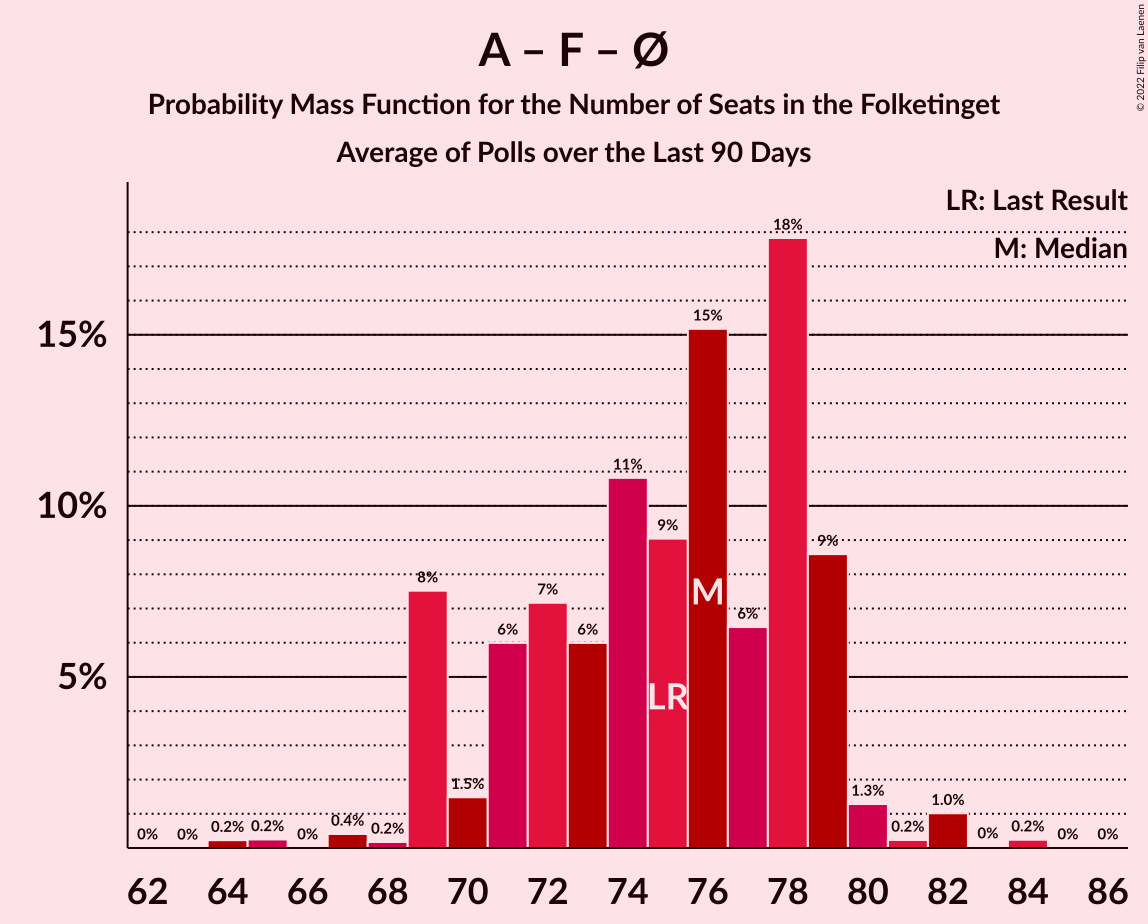 A – F – Ø
Probability Mass Function for the Number of Seats in the Folketinget
Average of Polls over the Last 90 Days
© 2022 Filip van Laenen
LR: Last Result
M: Median
18%
15%
15%
11%
10%
9%
9%
8%
7%
M
6%
6%
6%
5%
LR
1.5%
1.3%
1.0%
0% 0% 0.2% 0.2% 0% 0.4% 0.2% 0.2% 0% 0.2% 0% 0%
62 64 66 68 70 72 74 76 78 80 82 84 86